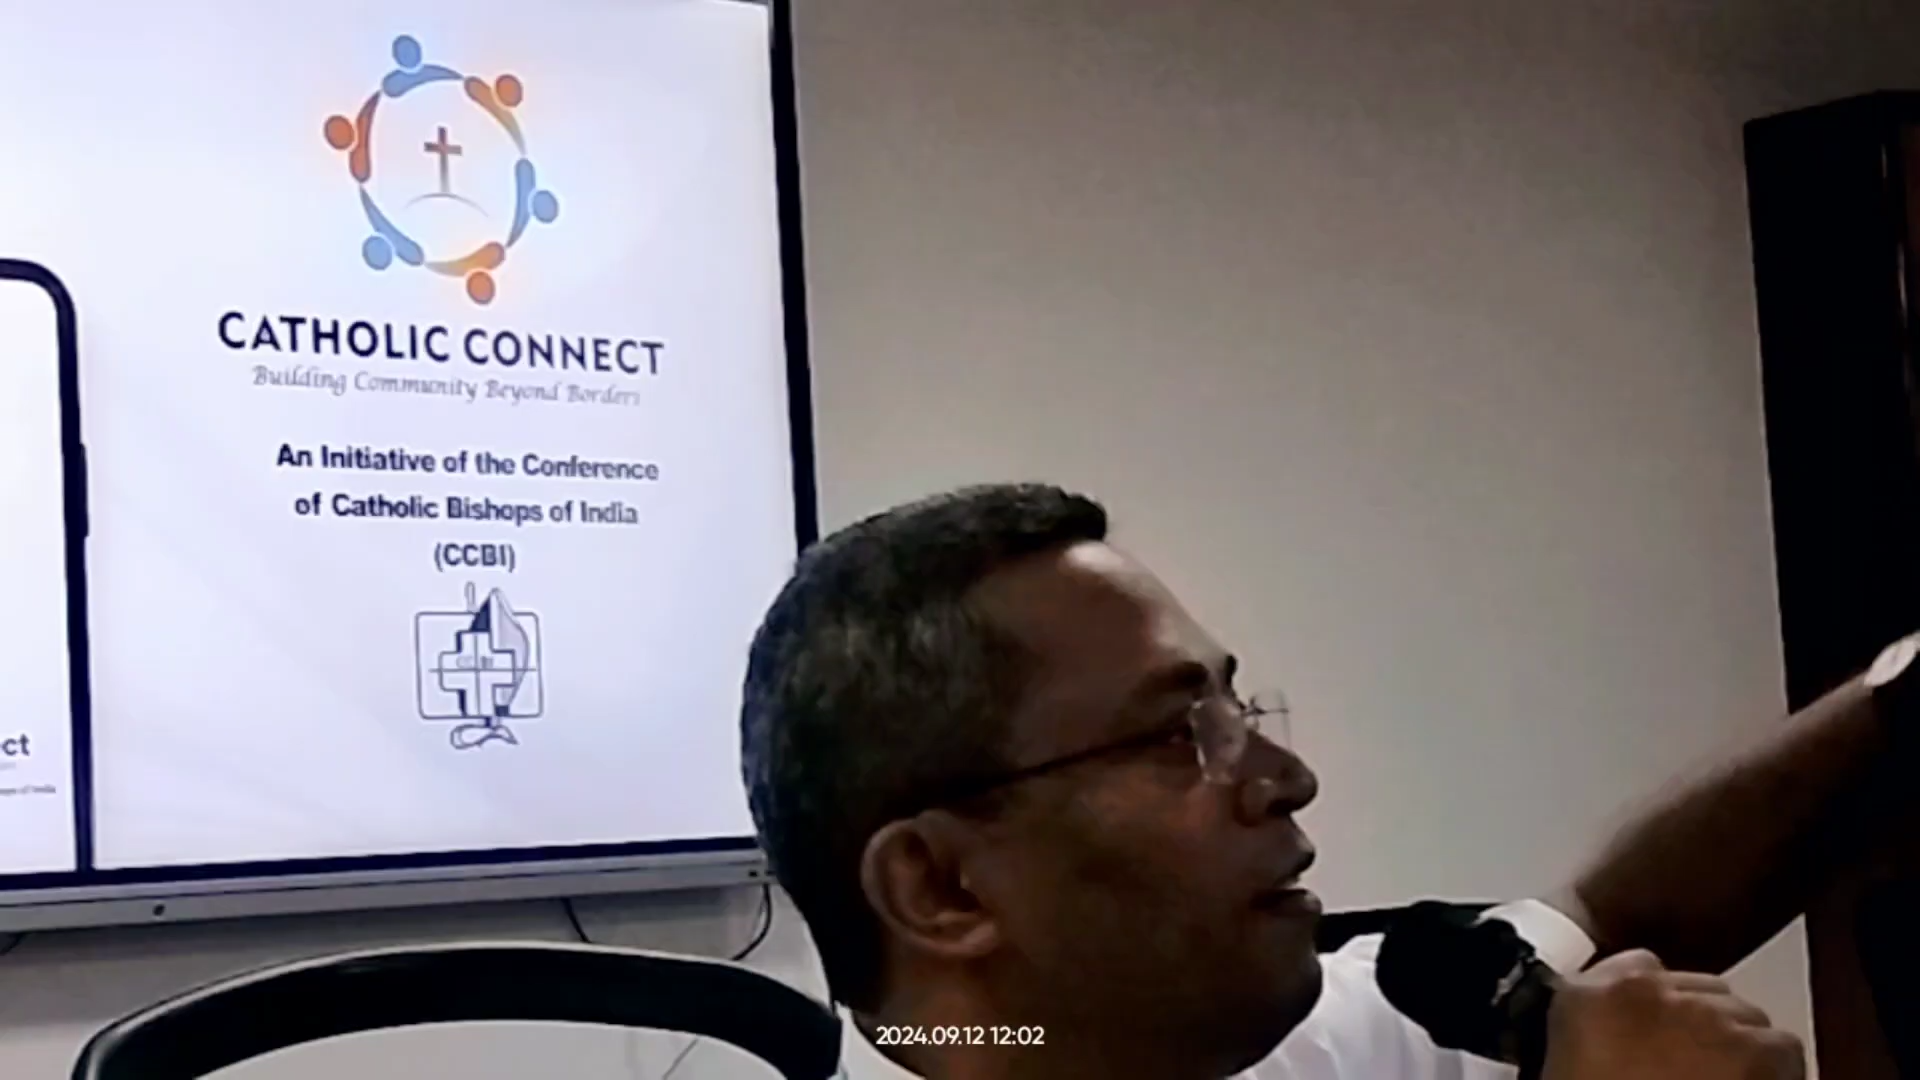 CATHOLIC CONNECT
Building Community Beyond Borders
An Initiative of the Conference
of Catholic Bishops of India
(CCBI)
CCBI
ct
2024.09.12 12:02